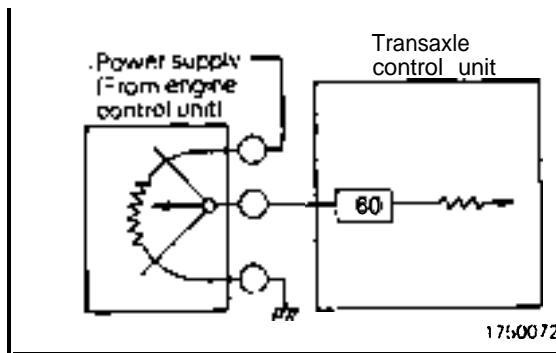 Power supply
(From engine
control unit)
Transaxle
control unit
60
1750072